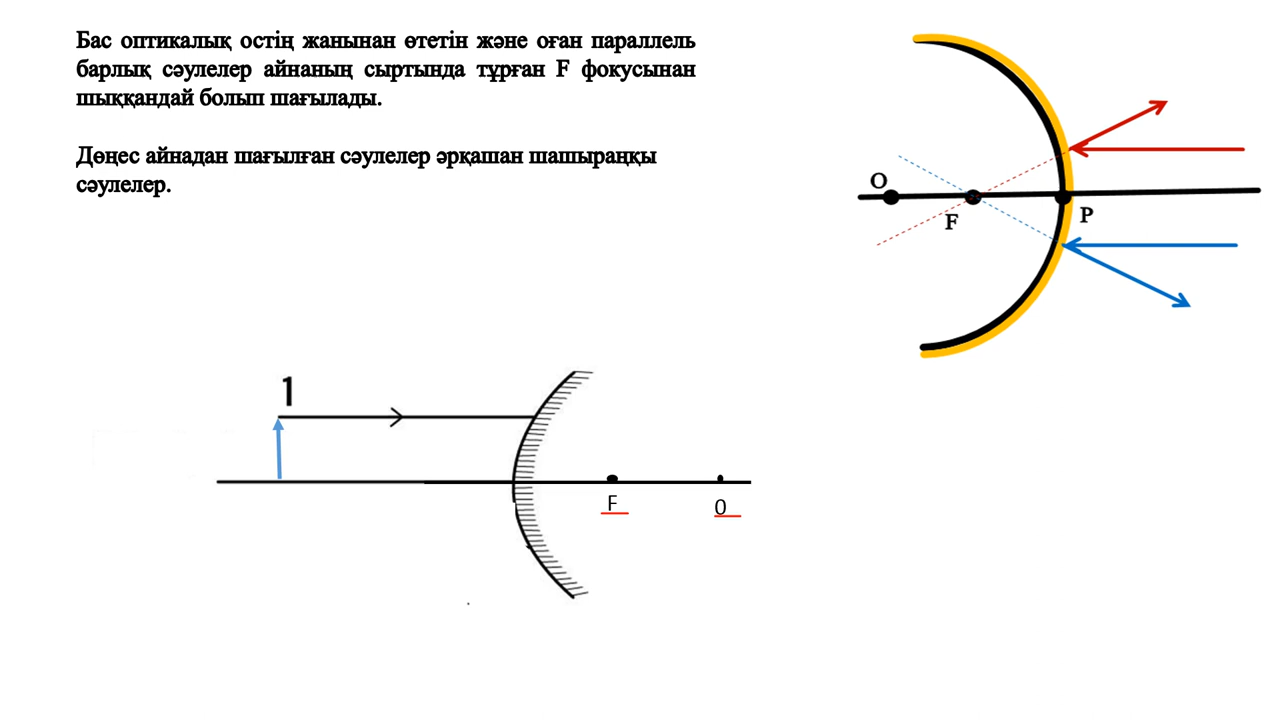 Бас оптикалық остің жанынан өтетін және оған параллель
барлық сәулелер айнаның сыртында тұрған F фокусынан
шыққандай болып шағылады.
Дөңес айнадан шағылған сәулелер әрқашан шашыраңқы
сәулелер.
O
F
P
1
F
0